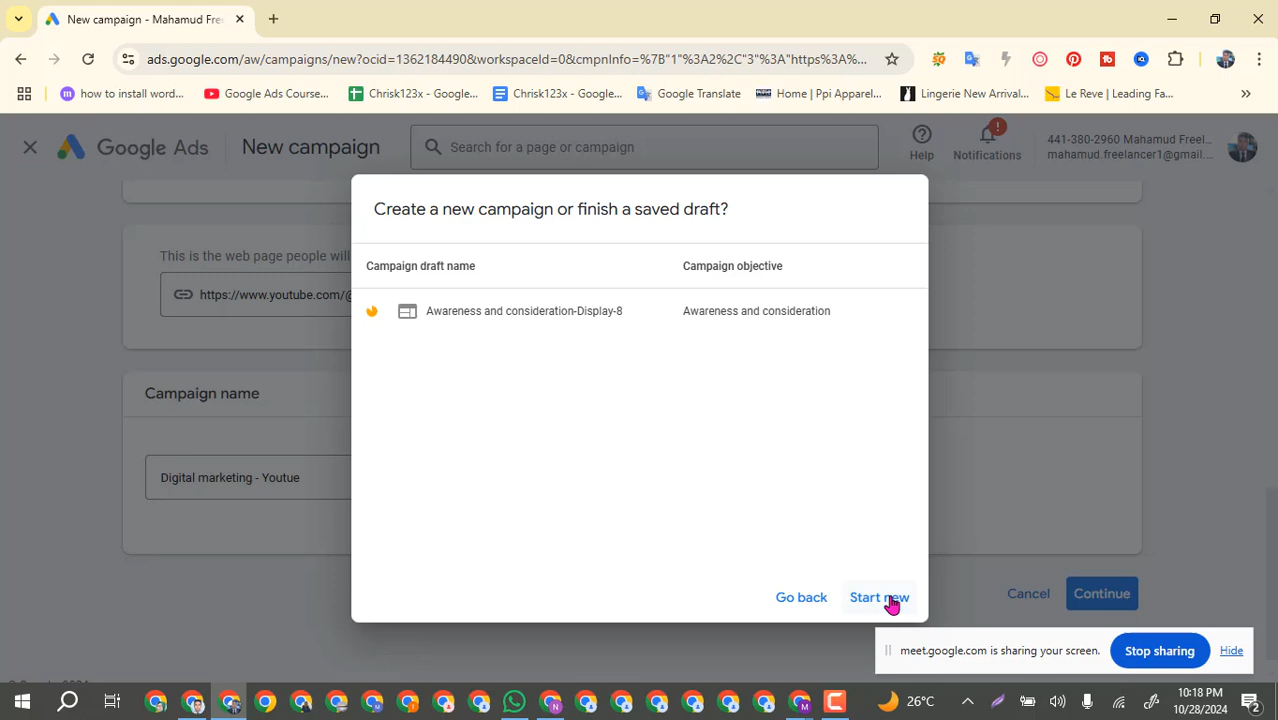 New campaign - Mahamud Fre
ads.google.com/aw/campaigns/new?ocid=1362184490&workspaceId=0&cmpnInfo=%7B"1"%3A2%2C"3"%3A"https%3A%...
how to install word...
Google Ads Course...
Chrisk123x - Google...
Chrisk123x - Google...
Google Translate
Home | Ppi Apparel...
Lingerie New Arrival...
Le Reve | Leading Fa...
Google Ads
New campaign
Search for a page or campaign
Help
Notifications
441-380-2960 Mahamud Freel...
mahamud.freelancer1@gmail....
Create a new campaign or finish a saved draft?
Campaign draft name
Campaign objective
Awareness and consideration-Display-8
Awareness and consideration
This is the web page people will
https://www.youtube.com/@
Campaign name
Digital marketing - Youtue
Go back
Start new
Cancel
Continue
meet.google.com is sharing your screen.
Stop sharing
Hide
26°C
10:18 PM
10/28/2024
2